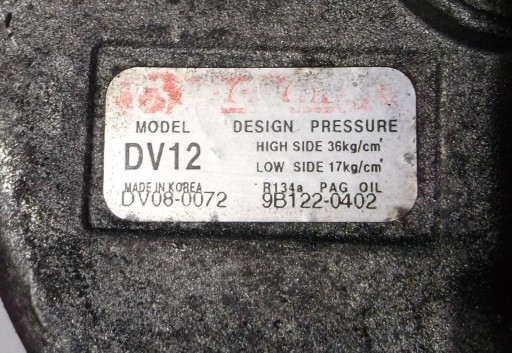 MODEL DESIGN PRESSURE
DV12 HIGH SIDE 36kg/cm²
LOW SIDE 17kg/cm²
MADE IN KOREA R134a PAG OIL
DV08-0072 9B122-0402